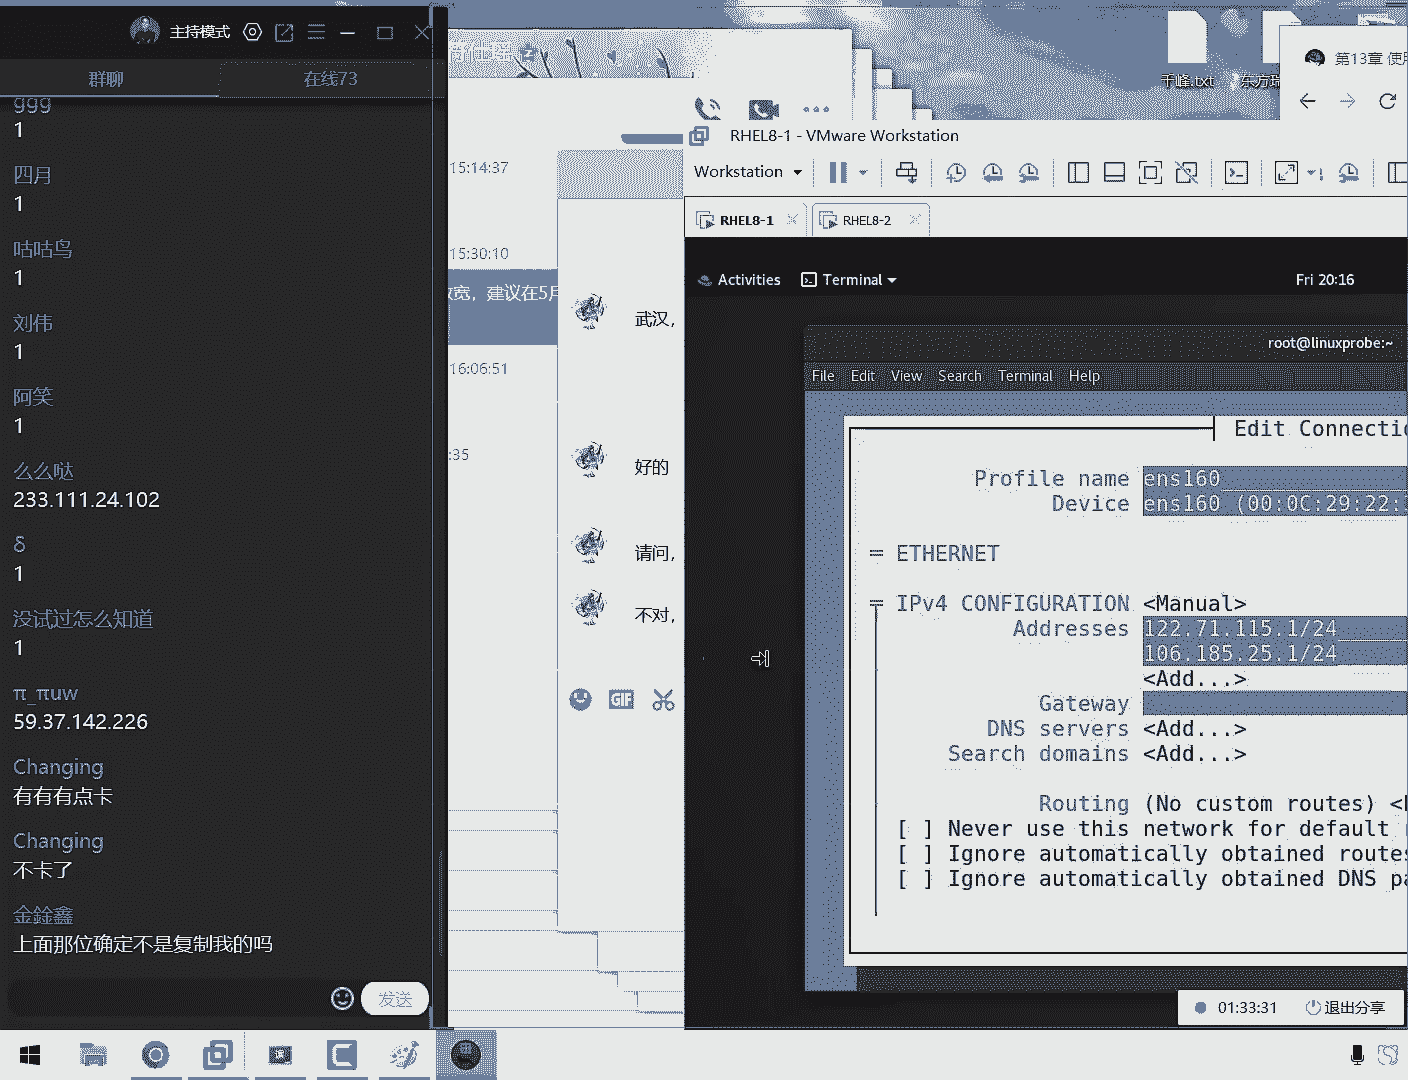 主持模式
群聊
在线73
ggg
1
四月
1
咕咕鸟
1
刘伟
1
阿笑
1
么么哒
233.111.24.102
δ
1
没试过怎么知道
1
π_πuw
59.37.142.226
Changing
有有有点卡
Changing
不卡了
金銓鑫
上面那位确定不是复制我的吗
发送
15:14:37
15:30:10
宽，建议在5月
16:06:51
:35
武汉,
好的
请问,
不对,
GIF
千峰.txt
东方瑞
第13章 使用
RHEL8-1 - VMware Workstation
Workstation
RHEL8-1
RHEL8-2
Activities
Terminal
Fri 20:16
root@linuxprobe:~
File Edit View Search Terminal Help
Edit Connectio
Profile name ens160
Device ens160 (00:0C:29:22:
= ETHERNET
IPv4 CONFIGURATION <Manual>
Addresses 122.71.115.1/24
106.185.25.1/24
<Add...>
Gateway
DNS servers <Add...>
Search domains <Add...>
Routing (No custom routes) <
[ ] Never use this network for default
[ ] Ignore automatically obtained routes
[ ] Ignore automatically obtained DNS pa
01:33:31
退出分享